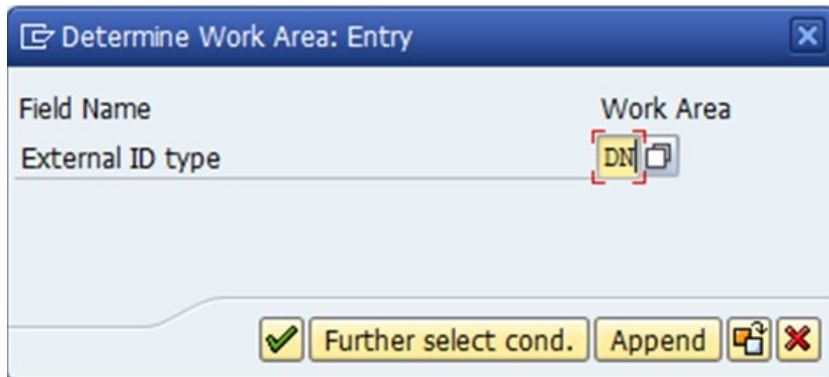 Determine Work Area: Entry
Field Name Work Area
External ID type DN
Further select cond. Append